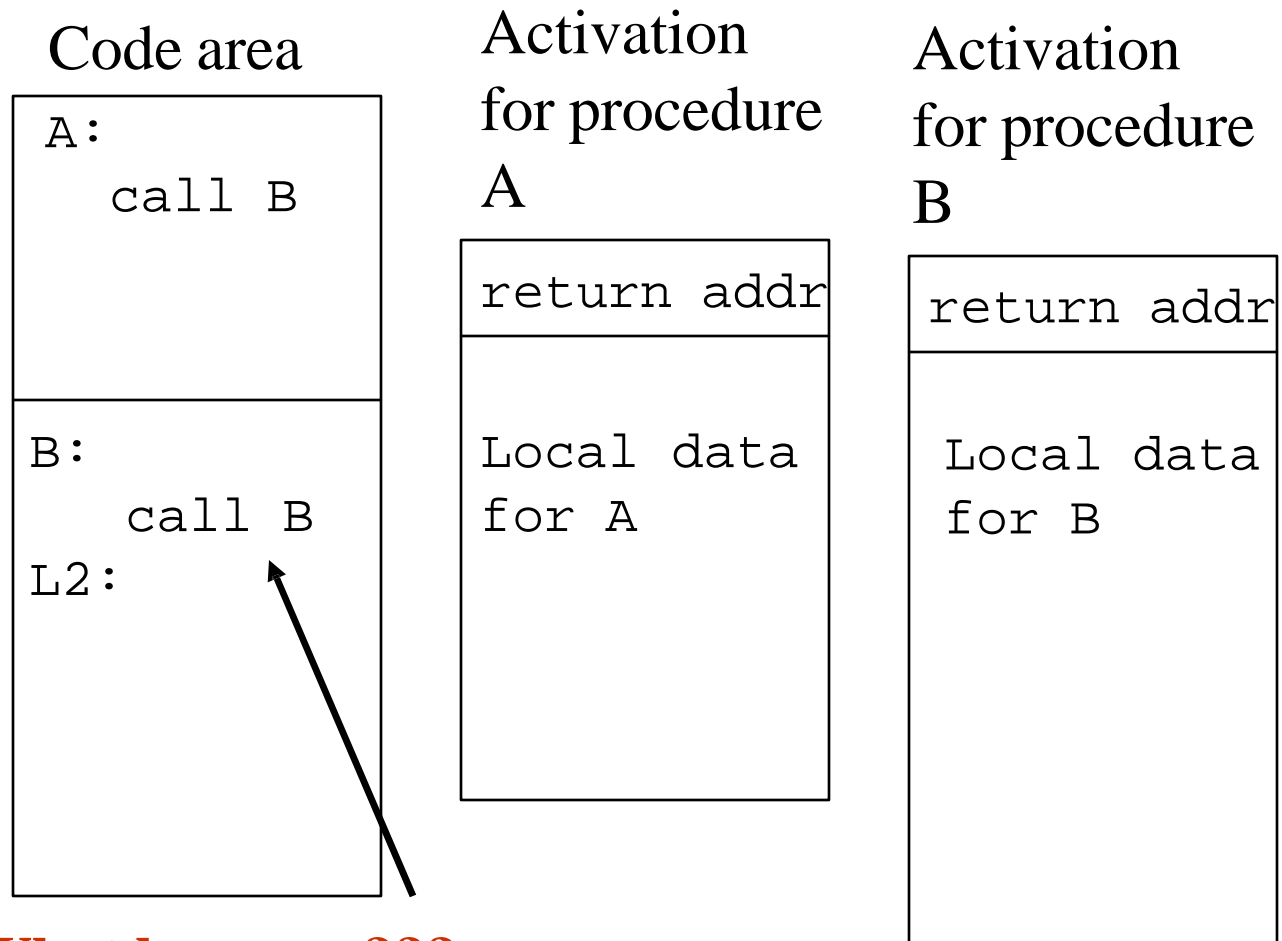 Code area
A:
call B
B:
call B
L2:
Activation
for procedure
A
return addr
Local data
for A
Activation
for procedure
B
return addr
Local data
for B
???